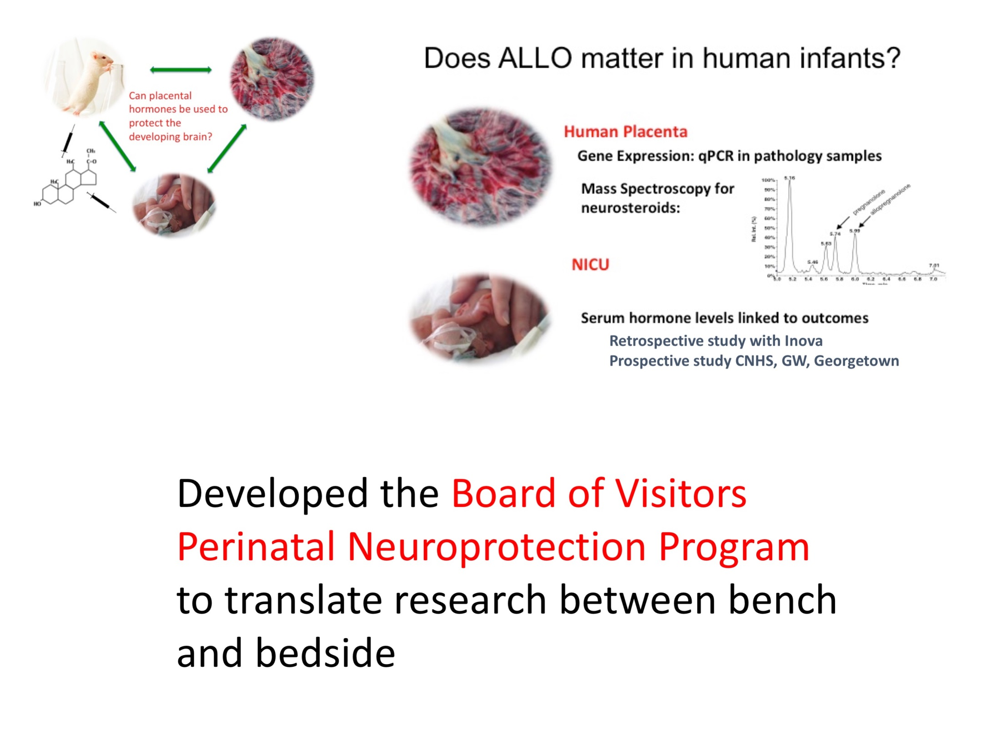 Does ALLO matter in human infants?
Can placental
hormones be used to
protect the
developing brain?
CH₃
H₃C
C=O
H₃C
HO
Human Placenta
Gene Expression: qPCR in pathology samples
Mass Spectroscopy for
neurosteroids:
Rel. Int. (%)
100%
90%
80%
70%
60%
50%
40%
30%
20%
10%
0%
5.16
5.46
5.63
5.74
5.99
7.01
pregnanolone
allopregnanolone
5.0 5.2 5.4 5.6 5.8 6.0 6.2 6.4 6.6 6.8 7.0
NICU
Serum hormone levels linked to outcomes
Retrospective study with Inova
Prospective study CNHS, GW, Georgetown
Developed the Board of Visitors
Perinatal Neuroprotection Program
to translate research between bench
and bedside